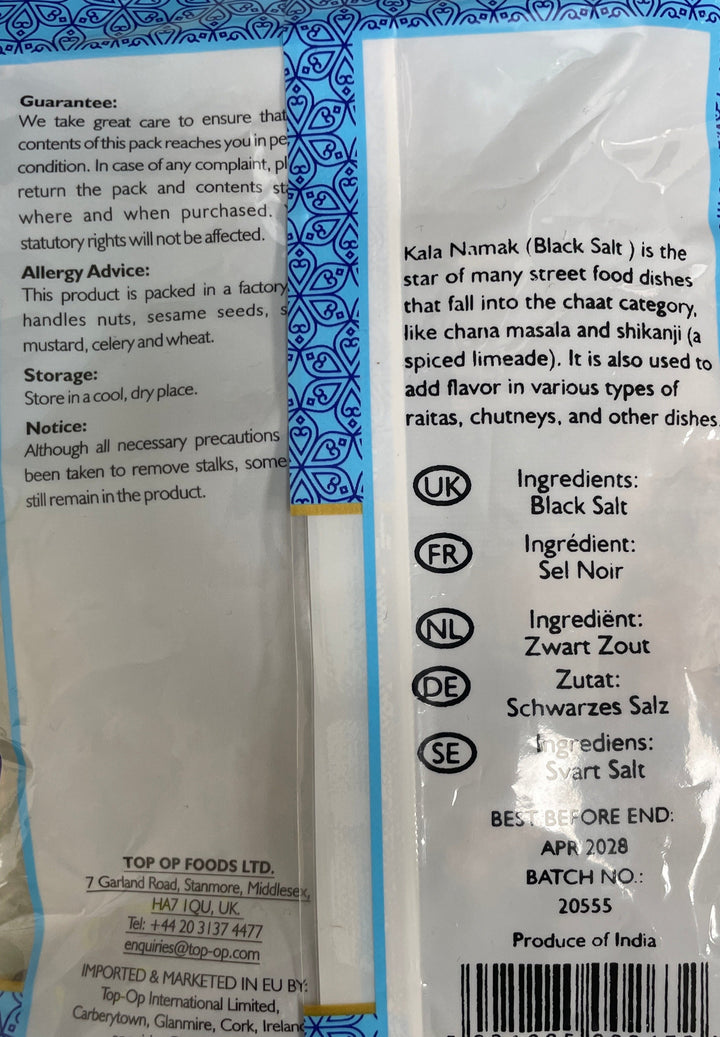 Guarantee:
We take great care to ensure that
contents of this pack reaches you in
condition. In case of any complaint,
return the pack and contents
where and when purchased.
statutory rights will not be affected.
Allergy Advice:
This product is packed in a factory
handles nuts, sesame seeds,
mustard, celery and wheat.
Storage:
Store in a cool, dry place.
Notice:
Although all necessary precautions
been taken to remove stalks, some
still remain in the product.
TOP OP FOODS LTD.
7 Garland Road, Stanmore, Middlesex,
HA7 1QU, UK.
Tel: +44 20 3137 4477
enquiries@top-op.com
IMPORTED & MARKETED IN EU BY:
Top-Op International Limited,
Carberytown, Glanmire, Cork, Ireland
Kala Namak (Black Salt ) is the
star of many street food dishes
that fall into the chaat category,
like chana masala and shikanji (a
spiced limeade). It is also used to
add flavor in various types of
raitas, chutneys, and other dishes
UK Ingredients:
Black Salt
FR Ingrédient:
Sel Noir
NL Ingrediënt:
Zwart Zout
DE Zutat:
Schwarzes Salz
SE Ingrediens:
Svart Salt
BEST BEFORE END:
APR 2028
BATCH NO.:
20555
Produce of India